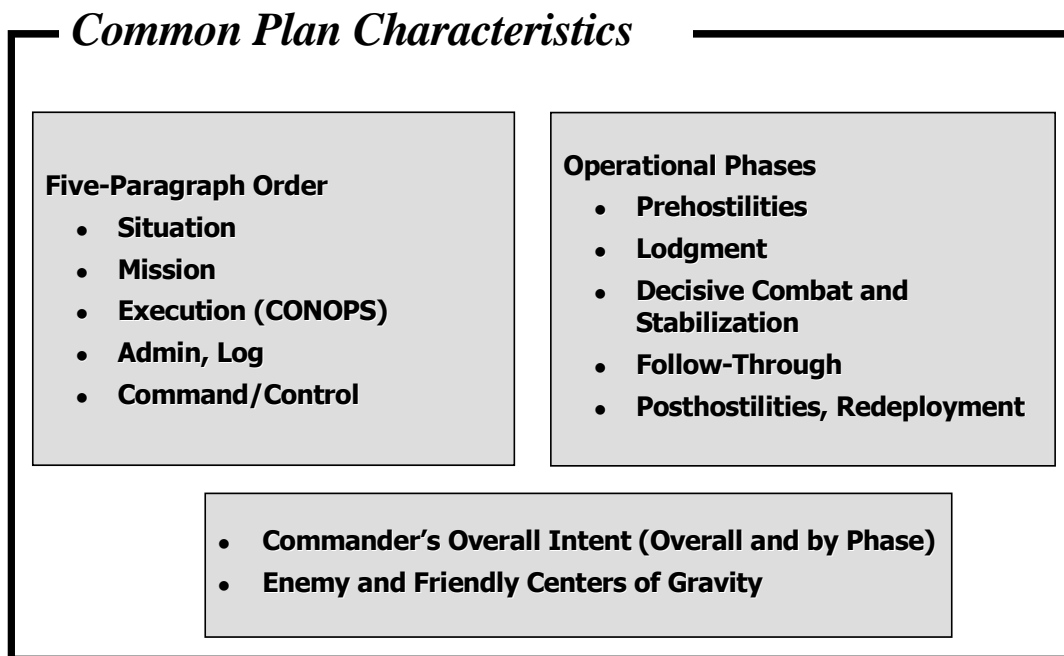 Common Plan Characteristics
Five-Paragraph Order
● Situation
● Mission
● Execution (CONOPS)
● Admin, Log
● Command/Control
Operational Phases
● Prehostilities
● Lodgment
● Decisive Combat and
Stabilization
● Follow-Through
● Posthostilities, Redeployment
● Commander’s Overall Intent (Overall and by Phase)
● Enemy and Friendly Centers of Gravity